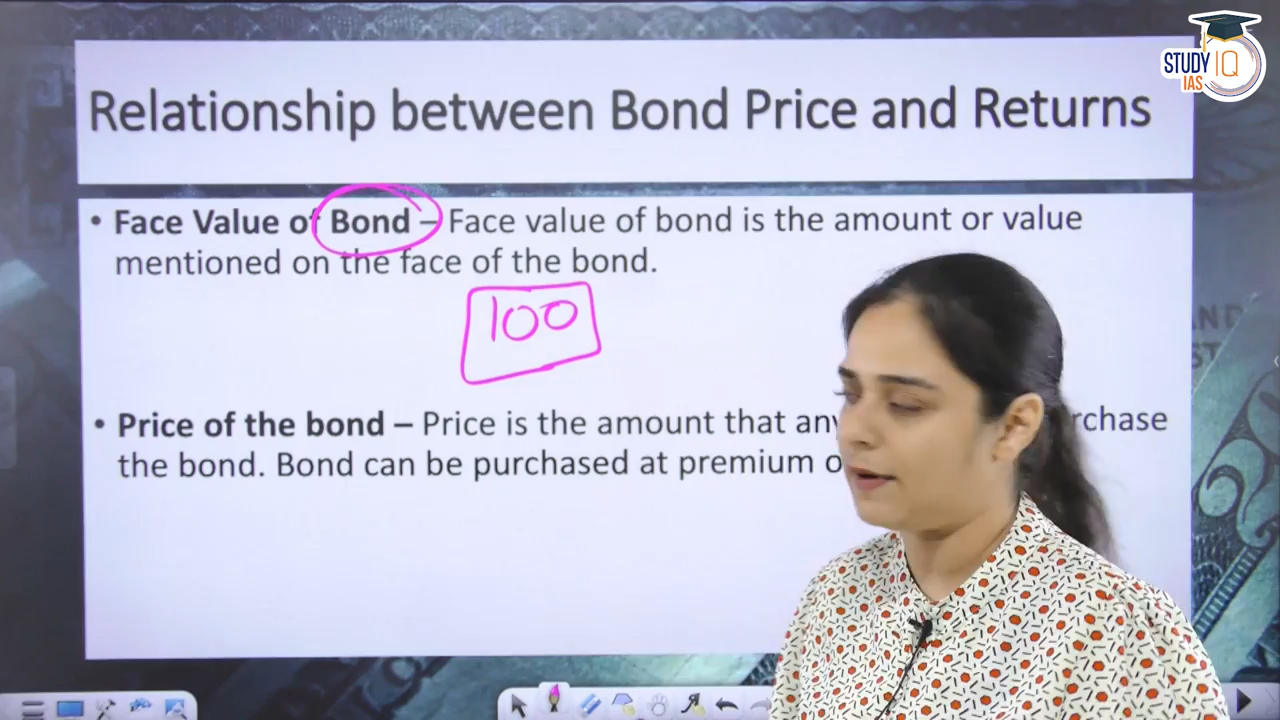 STUDY IQ
IAS
Relationship between Bond Price and Returns
• Face Value of Bond – Face value of bond is the amount or value
mentioned on the face of the bond.
100
• Price of the bond – Price is the amount that
the bond. Bond can be purchased at premium